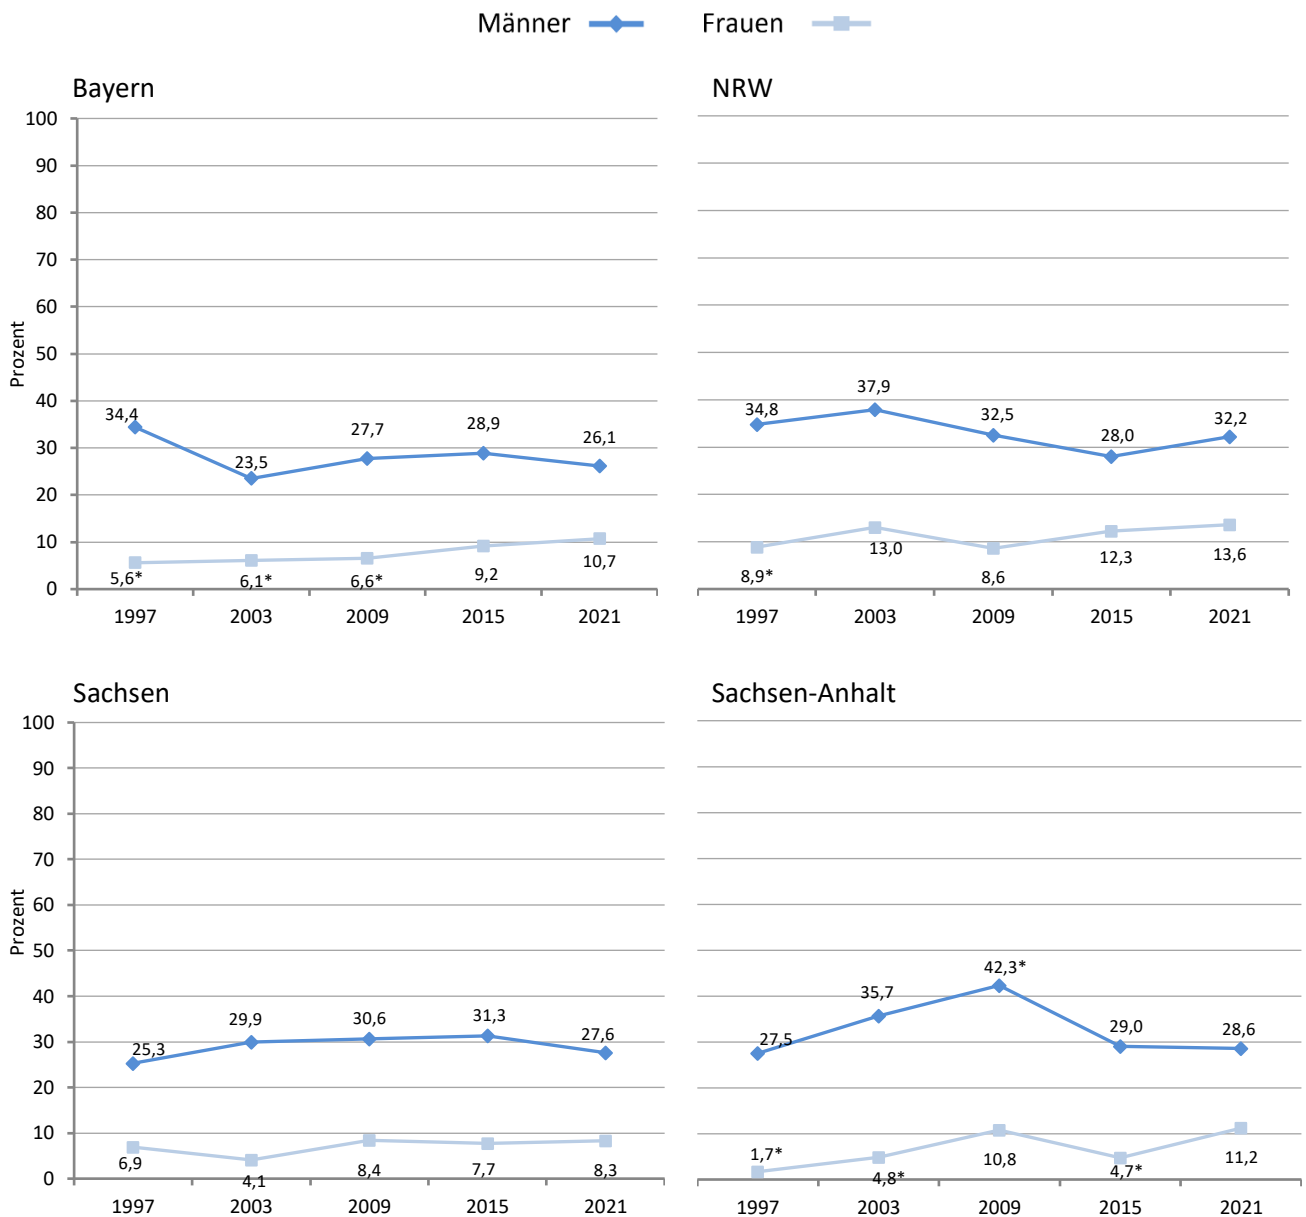 Männer Frauen
Bayern
100
90
80
70
60
50
40
30
20
10
0
Prozent
34,4 23,5 27,7 28,9 26,1
5,6* 6,1* 6,6* 9,2 10,7
1997 2003 2009 2015 2021
NRW
34,8 37,9 32,5 28,0 32,2
8,9* 13,0 8,6 12,3 13,6
1997 2003 2009 2015 2021
Sachsen
100
90
80
70
60
50
40
30
20
10
0
Prozent
25,3 29,9 30,6 31,3 27,6
6,9 4,1 8,4 7,7 8,3
1997 2003 2009 2015 2021
Sachsen-Anhalt
27,5 35,7 42,3* 29,0 28,6
1,7* 4,8* 10,8 4,7* 11,2
1997 2003 2009 2015 2021